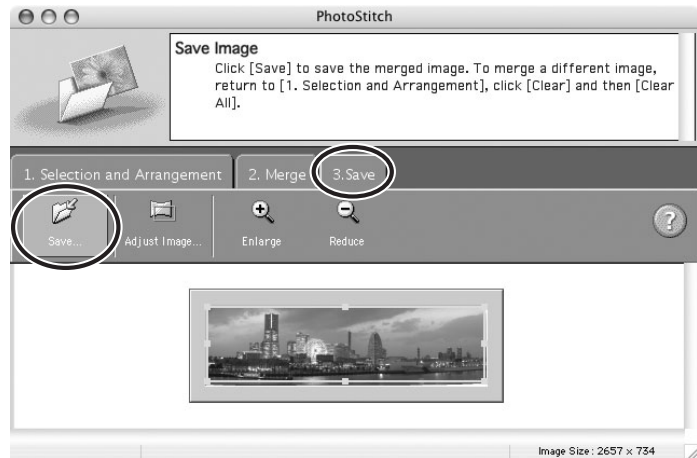 PhotoStitch
Save Image
Click [Save] to save the merged image. To merge a different image,
return to [1. Selection and Arrangement], click [Clear] and then [Clear
All].
1. Selection and Arrangement
2. Merge
3.Save
Save...
Adjust Image...
Enlarge
Reduce
?
Image Size : 2657 x 734